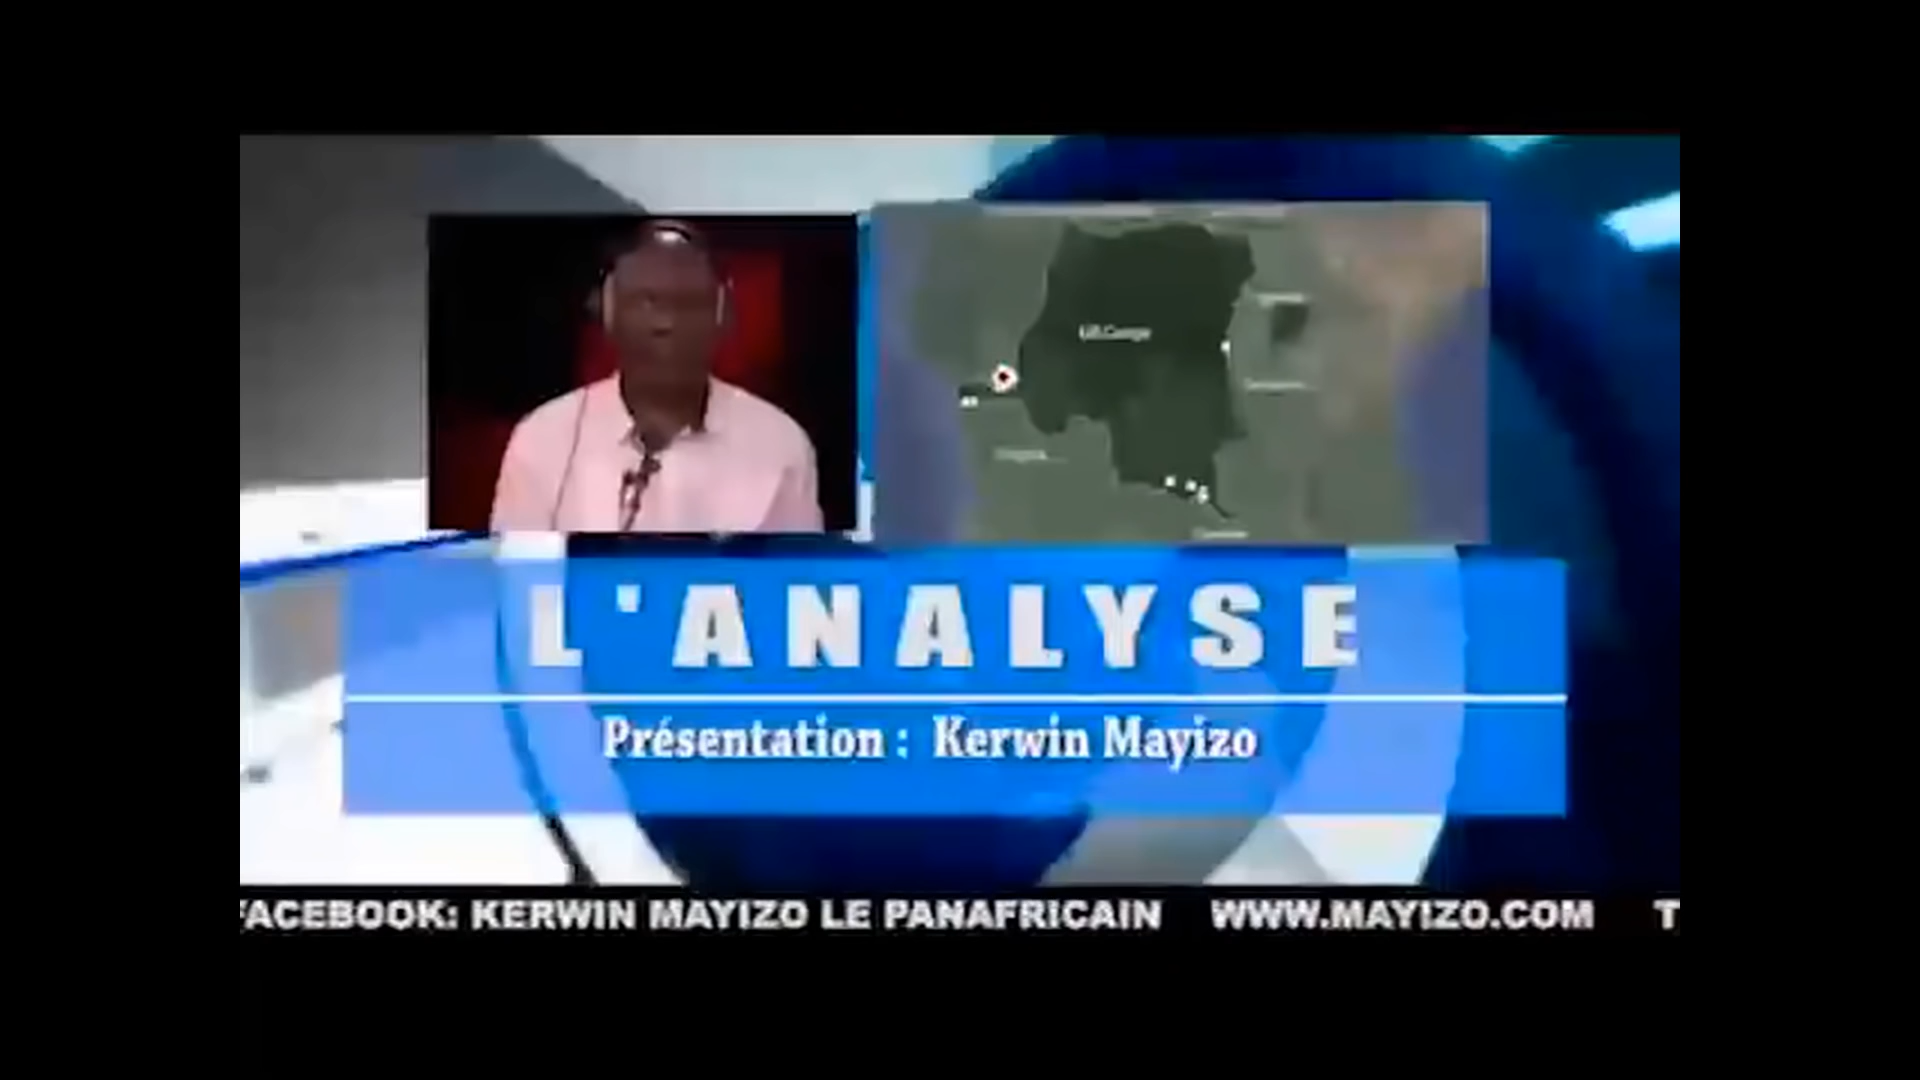 L'ANALYSE
Présentation : Kerwin Mayizo
FACEBOOK: KERWIN MAYIZO LE PANAFRICAIN WWW.MAYIZO.COM T